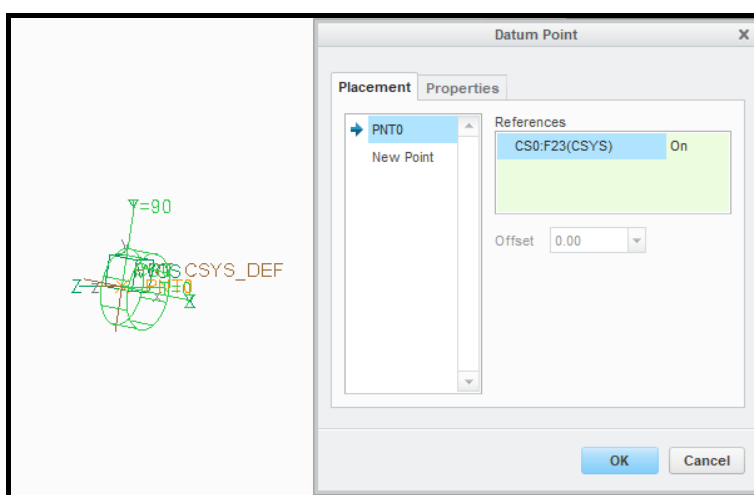 Datum Point
Placement
Properties
PNT0
New Point
References
CS0:F23(CSYS)
On
Offset
0.00
OK
Cancel
Y=90
CSYS_DEF
Z
PNT0
X